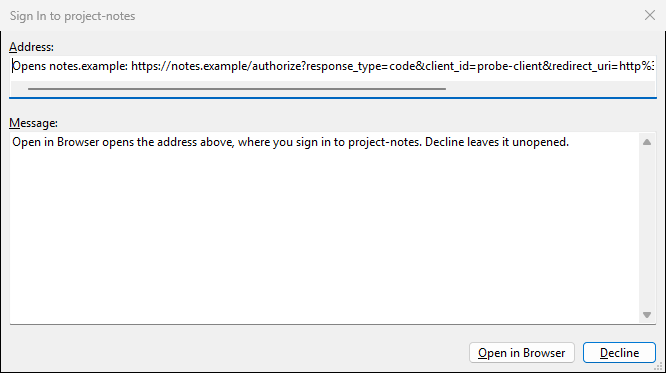 Sign In to project-notes
Address:
Opens notes.example: https://notes.example/authorize?response_type=code&client_id=probe-client&redirect_uri=http%3
Message:
Open in Browser opens the address above, where you sign in to project-notes. Decline leaves it unopened.
Open in Browser
Decline